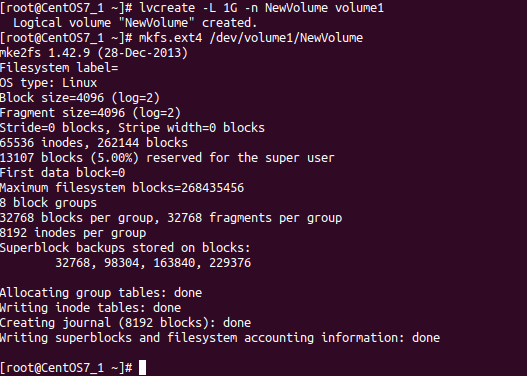 [root@CentOS7_1 ~]# lvcreate -L 1G -n NewVolume volume1
  Logical volume "NewVolume" created.
[root@CentOS7_1 ~]# mkfs.ext4 /dev/volume1/NewVolume
mke2fs 1.42.9 (28-Dec-2013)
Filesystem label=
OS type: Linux
Block size=4096 (log=2)
Fragment size=4096 (log=2)
Stride=0 blocks, Stripe width=0 blocks
65536 inodes, 262144 blocks
13107 blocks (5.00%) reserved for the super user
First data block=0
Maximum filesystem blocks=268435456
8 block groups
32768 blocks per group, 32768 fragments per group
8192 inodes per group
Superblock backups stored on blocks:
        32768, 98304, 163840, 229376

Allocating group tables: done
Writing inode tables: done
Creating journal (8192 blocks): done
Writing superblocks and filesystem accounting information: done

[root@CentOS7_1 ~]#